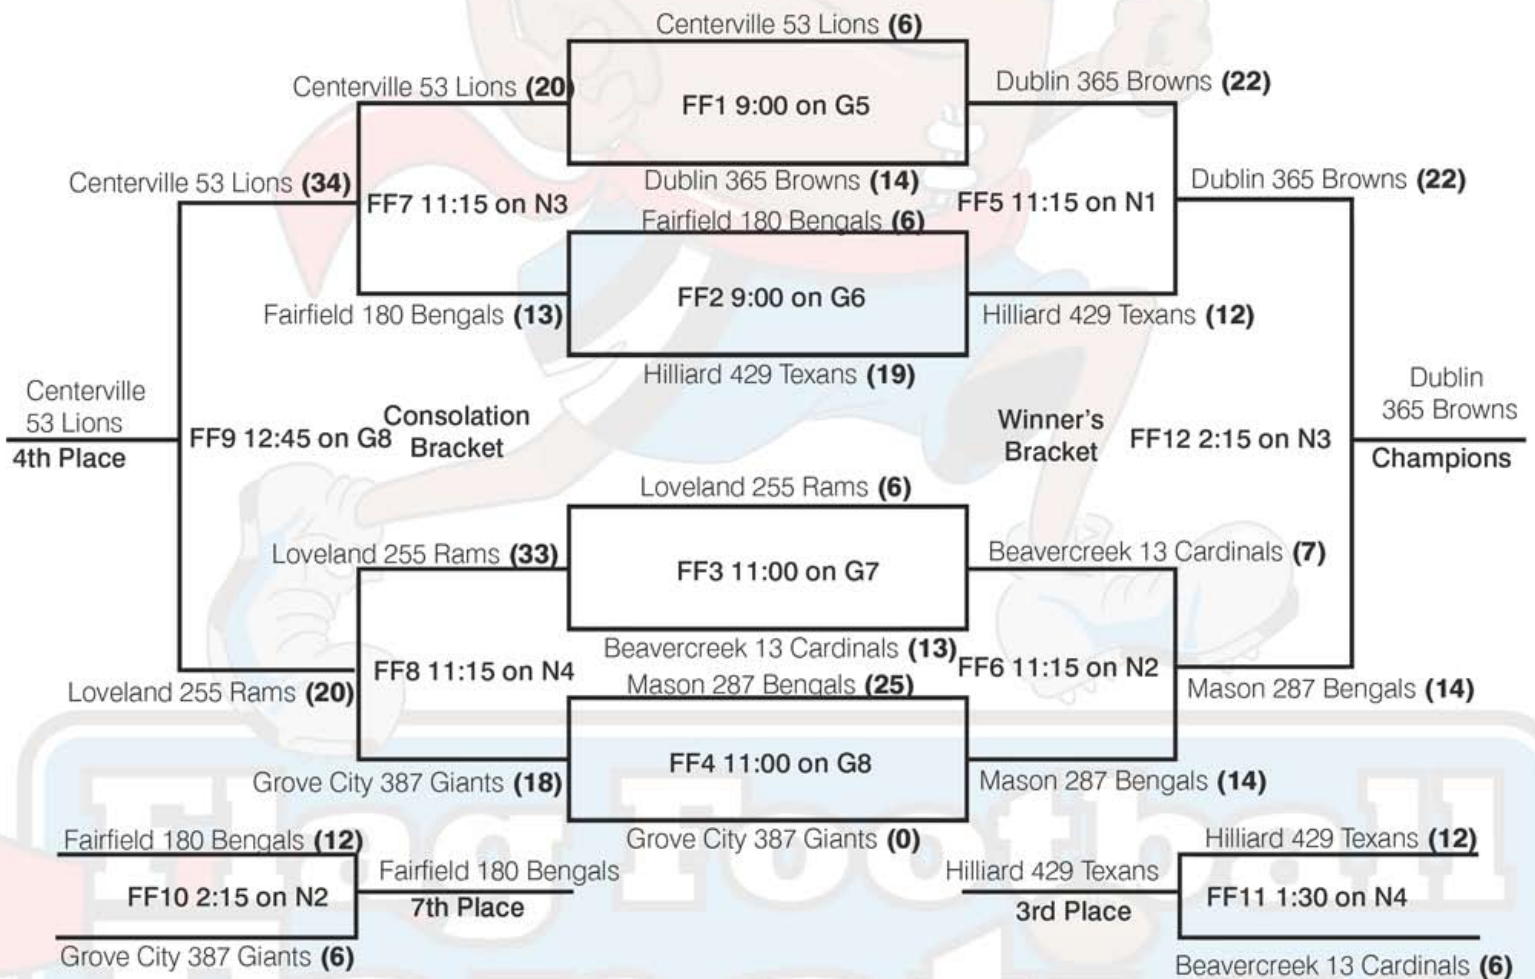 Centerville 53 Lions (6)
Centerville 53 Lions (20)
FF1 9:00 on G5
Dublin 365 Browns (22)
Centerville 53 Lions (34)
FF7 11:15 on N3
Dublin 365 Browns (14)
FF5 11:15 on N1
Dublin 365 Browns (22)
Fairfield 180 Bengals (6)
Fairfield 180 Bengals (13)
FF2 9:00 on G6
Hilliard 429 Texans (12)
Hilliard 429 Texans (19)
Centerville
53 Lions
4th Place
FF9 12:45 on G8
Consolation
Bracket
Winner's
Bracket
FF12 2:15 on N3
Dublin
365 Browns
Champions
Loveland 255 Rams (6)
Loveland 255 Rams (33)
FF3 11:00 on G7
Beavercreek 13 Cardinals (7)
Beavercreek 13 Cardinals (13)
Loveland 255 Rams (20)
FF8 11:15 on N4
Mason 287 Bengals (25)
FF6 11:15 on N2
Mason 287 Bengals (14)
Grove City 387 Giants (18)
FF4 11:00 on G8
Mason 287 Bengals (14)
Grove City 387 Giants (0)
Fairfield 180 Bengals (12)
FF10 2:15 on N2
Grove City 387 Giants (6)
Fairfield 180 Bengals
7th Place
Hilliard 429 Texans
3rd Place
Hilliard 429 Texans (12)
FF11 1:30 on N4
Beavercreek 13 Cardinals (6)
Flag Football